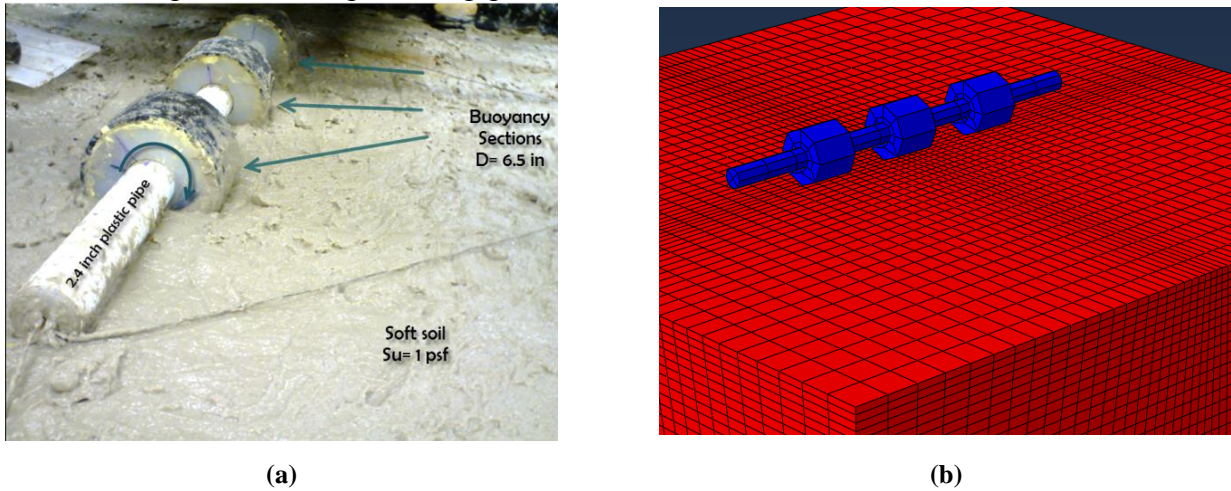 Buoyancy
Sections
D= 6.5 in
2.4 inch plastic pipe
Soft soil
Su= 1 psf
(a)
(b)